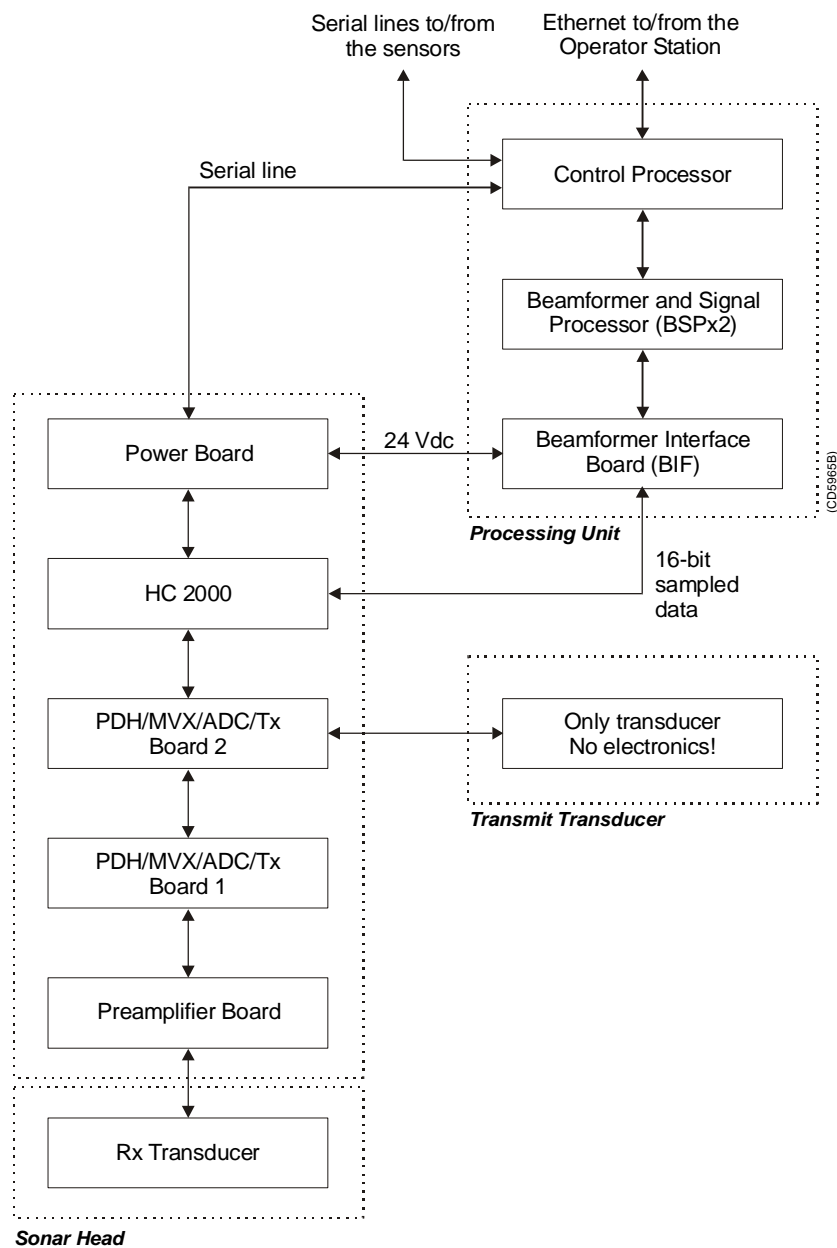 Serial lines to/from
the sensors
Ethernet to/from the
Operator Station
Serial line
Control Processor
Beamformer and Signal
Processor (BSPx2)
Power Board
24 Vdc
Beamformer Interface
Board (BIF)
(CD5965B)
Processing Unit
HC 2000
16-bit
sampled
data
PDH/MVX/ADC/Tx
Board 2
Only transducer
No electronics!
Transmit Transducer
PDH/MVX/ADC/Tx
Board 1
Preamplifier Board
Rx Transducer
Sonar Head